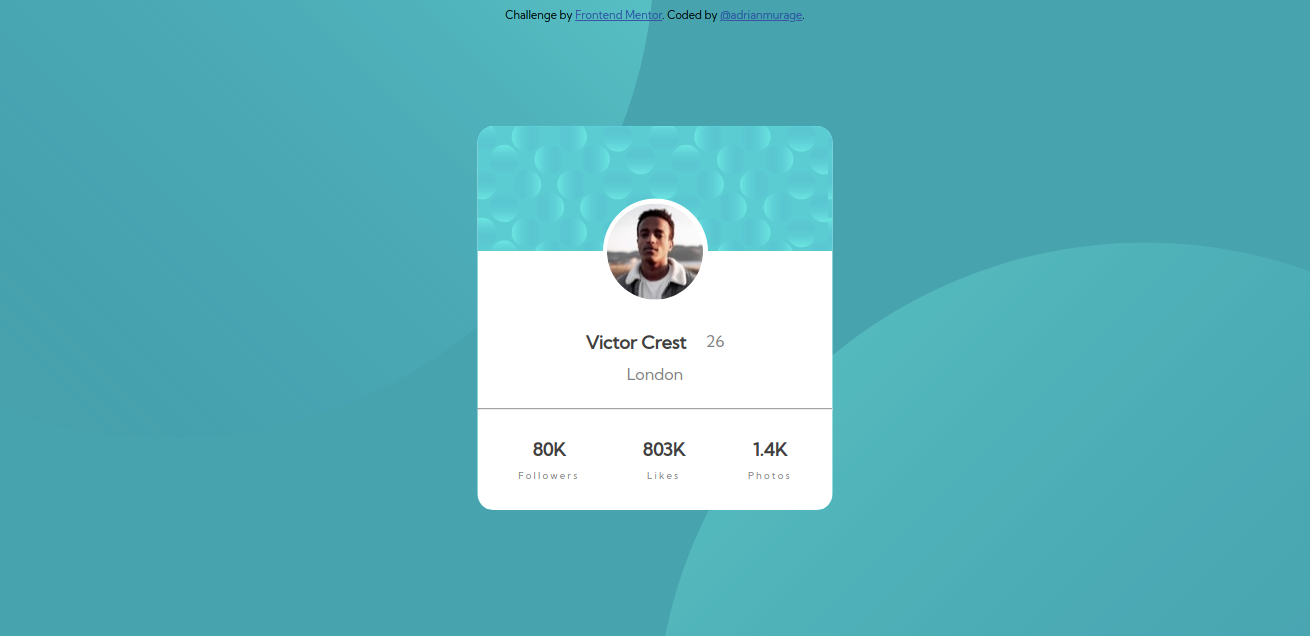 Challenge by Frontend Mentor. Coded by @adrianmurage.
Victor Crest 26
London
80K 803K 1.4K
Followers Likes Photos